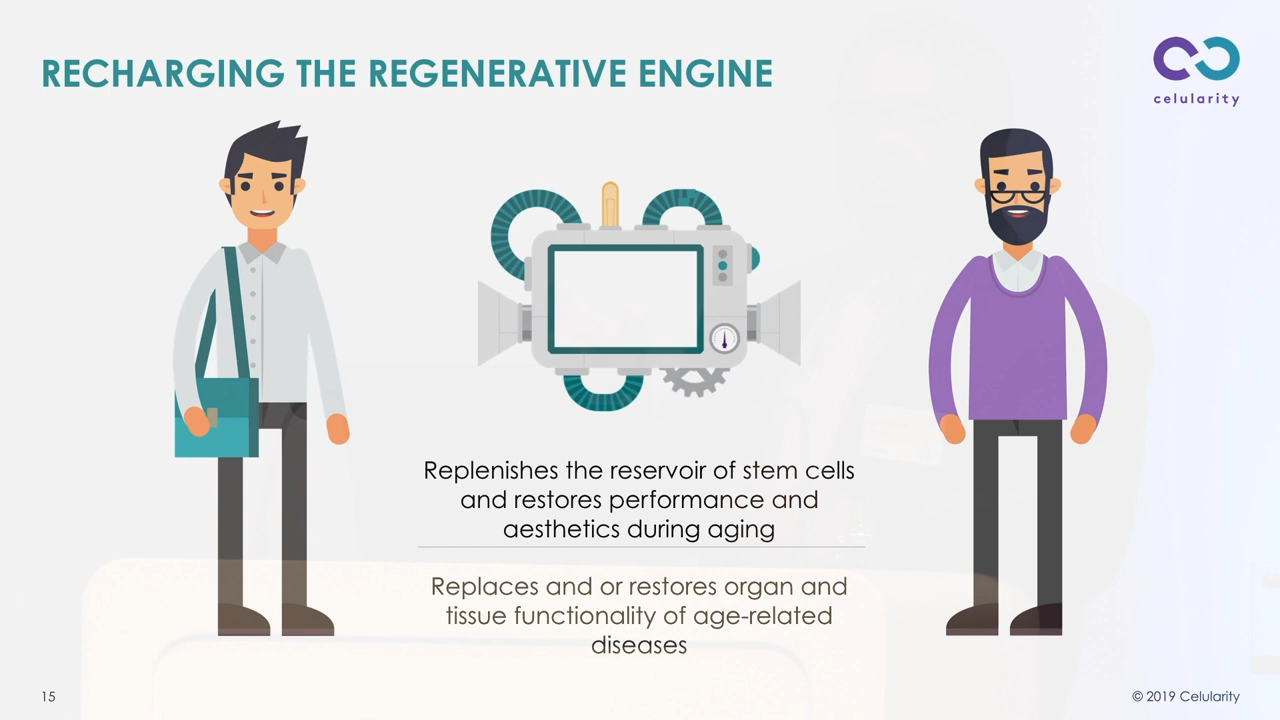 RECHARGING THE REGENERATIVE ENGINE
celularity
Replenishes the reservoir of stem cells
and restores performance and
aesthetics during aging
Replaces and or restores organ and
tissue functionality of age-related
diseases
15
© 2019 Celularity